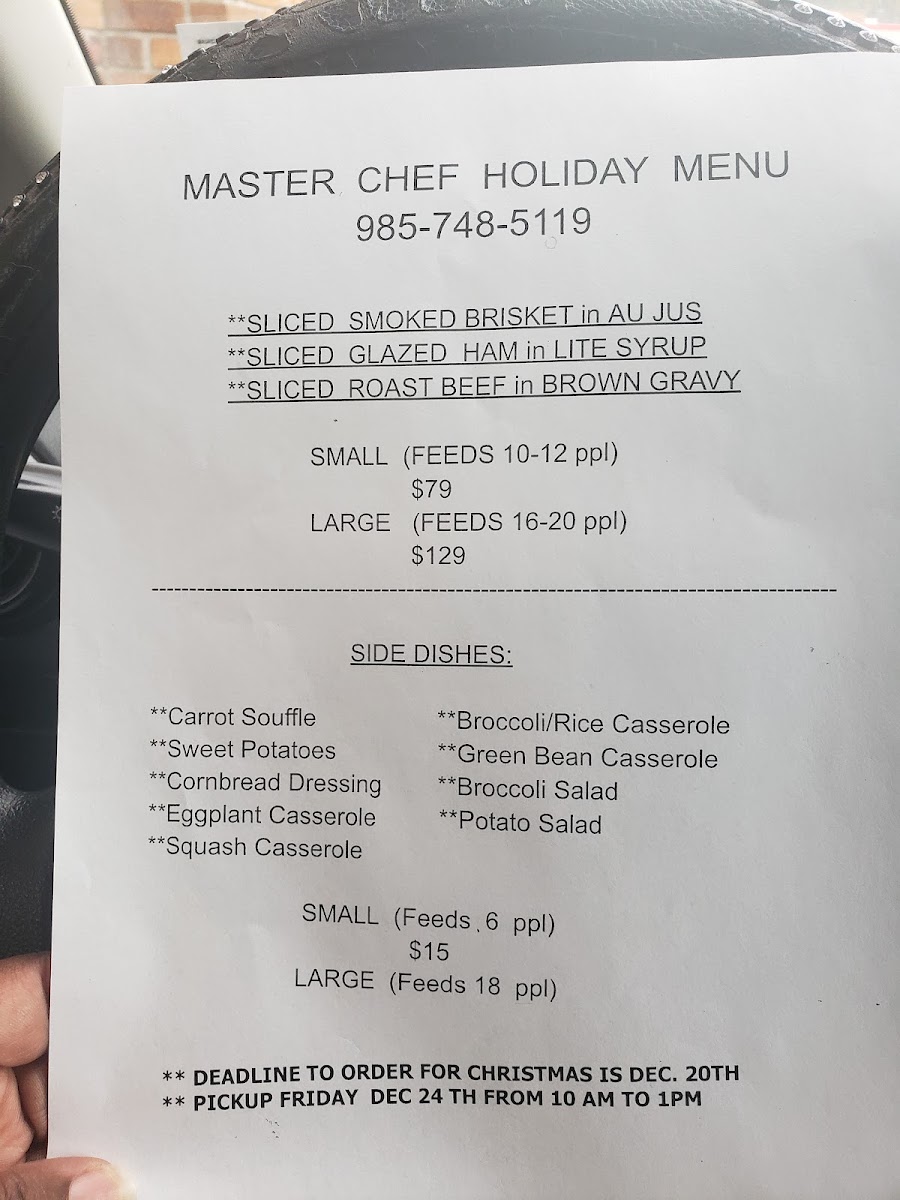 MASTER CHEF HOLIDAY MENU
985-748-5119
**SLICED SMOKED BRISKET in AU JUS
**SLICED GLAZED HAM in LITE SYRUP
**SLICED ROAST BEEF in BROWN GRAVY
SMALL (FEEDS 10-12 ppl)
$79
LARGE (FEEDS 16-20 ppl)
$129
--------------------------------------------------------------------------------
SIDE DISHES:
**Carrot Souffle
**Sweet Potatoes
**Cornbread Dressing
**Eggplant Casserole
**Squash Casserole
**Broccoli/Rice Casserole
**Green Bean Casserole
**Broccoli Salad
**Potato Salad
SMALL (Feeds 6 ppl)
$15
LARGE (Feeds 18 ppl)
** DEADLINE TO ORDER FOR CHRISTMAS IS DEC. 20TH
** PICKUP FRIDAY DEC 24 TH FROM 10 AM TO 1PM